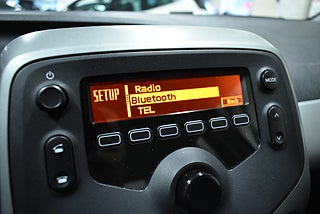 Radio
SETUP Bluetooth
TEL
Back
MODE